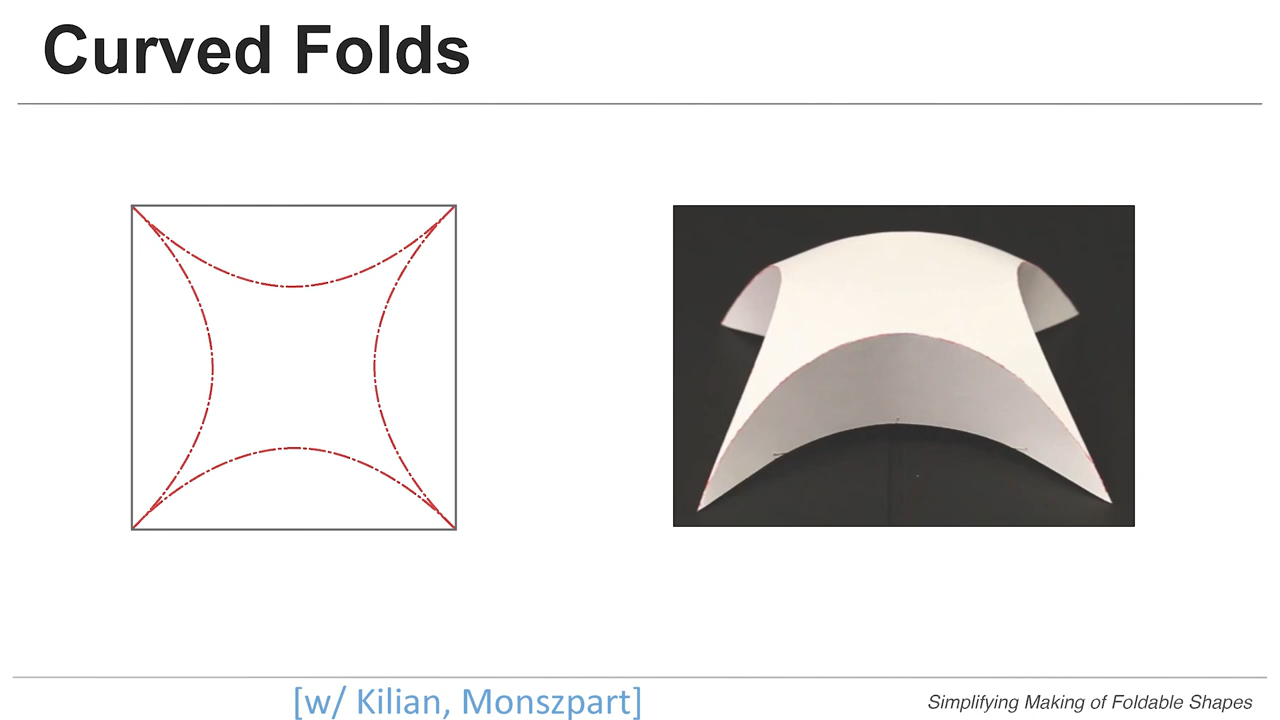 Curved Folds
[w/ Kilian, Monszpart]
Simplifying Making of Foldable Shapes